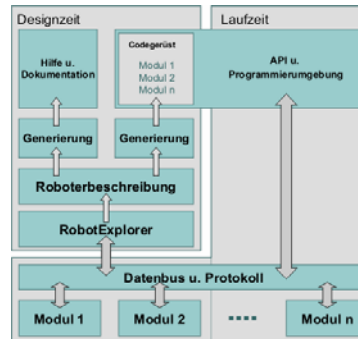 Designzeit
Laufzeit
Hilfe u.
Dokumentation
Codegerüst
Modul 1
Modul 2
Modul n
API u.
Programmierumgebung
Generierung
Generierung
Roboterbeschreibung
RobotExplorer
Datenbus u. Protokoll
Modul 1
Modul 2
Modul n